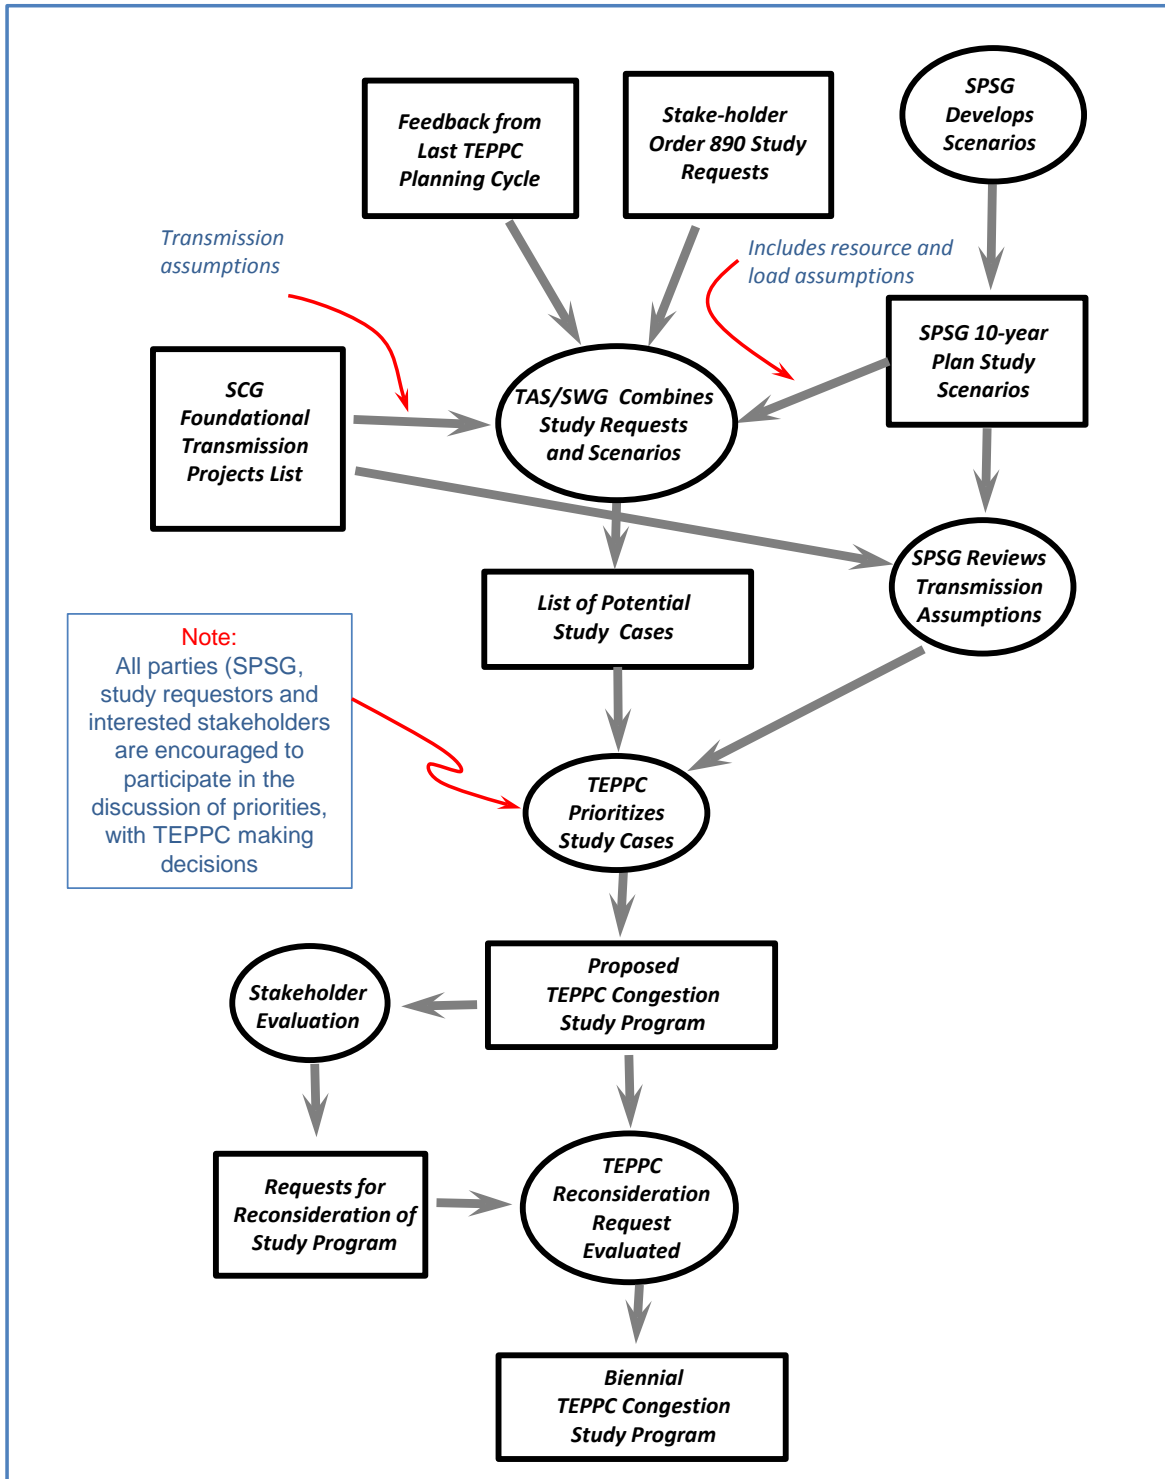 Feedback from
Last TEPPC
Planning Cycle
Stake-holder
Order 890 Study
Requests
SPSG
Develops
Scenarios
Transmission
assumptions
Includes resource and
load assumptions
SCG
Foundational
Transmission
Projects List
TAS/SWG Combines
Study Requests
and Scenarios
SPSG 10-year
Plan Study
Scenarios
List of Potential
Study Cases
SPSG Reviews
Transmission
Assumptions
Note:
All parties (SPSG,
study requestors and
interested stakeholders
are encouraged to
participate in the
discussion of priorities,
with TEPPC making
decisions
TEPPC
Prioritizes
Study Cases
Stakeholder
Evaluation
Proposed
TEPPC Congestion
Study Program
Requests for
Reconsideration of
Study Program
TEPPC
Reconsideration
Request
Evaluated
Biennial
TEPPC Congestion
Study Program